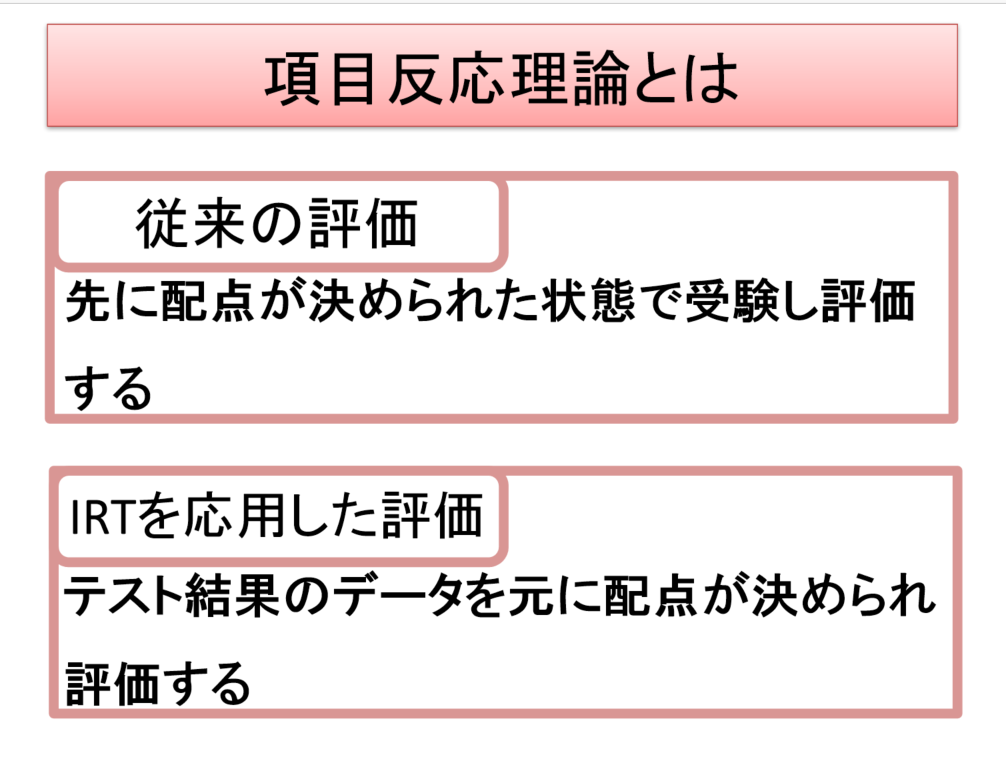 項目反応理論とは
従来の評価
先に配点が決められた状態で受験し評価
する
IRTを応用した評価
テスト結果のデータを元に配点が決められ
評価する